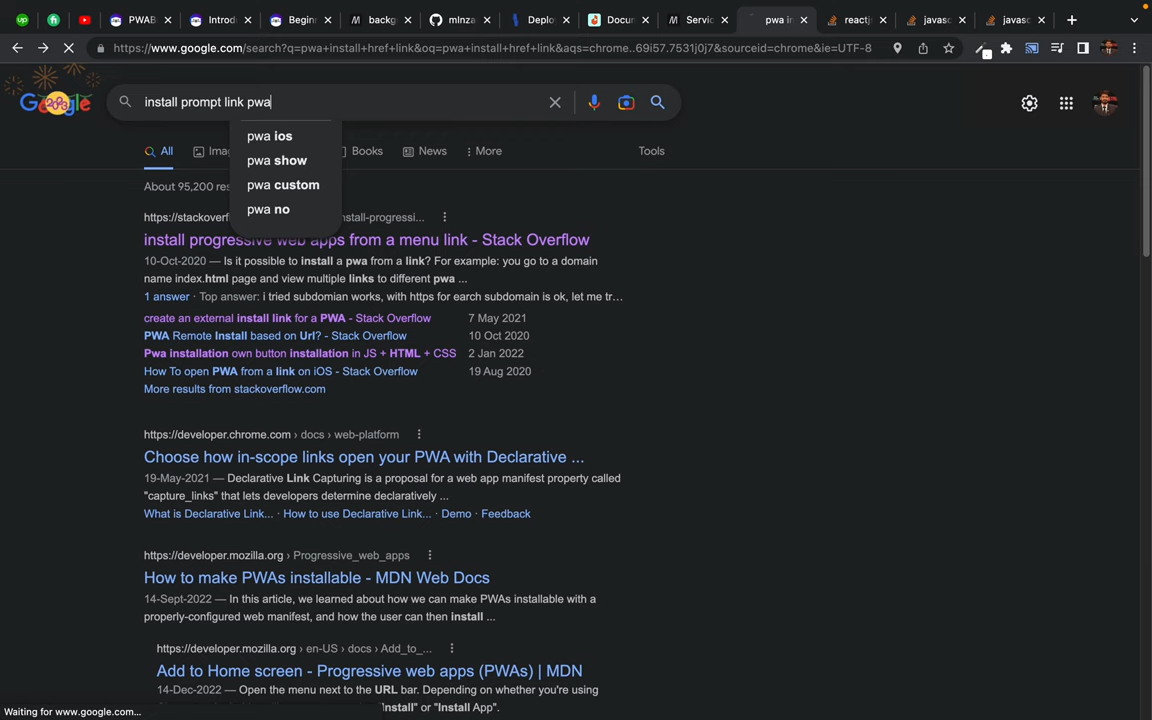 PWAB
Introdu
Beginr
backg
mlnza
Deploy
Docun
Servic
pwa in
reactjs
javasc
javasc
https://www.google.com/search?q=pwa+install+href+link&oq=pwa+install+href+link&aqs=chrome..69i57.7531j0j7&sourceid=chrome&ie=UTF-8
install prompt link pwa
pwa ios
pwa show
pwa custom
pwa no
All
Ima
Books
News
More
Tools
About 95,200 res
https://stackoverfl
nstall-progressi...
install progressive web apps from a menu link - Stack Overflow
10-Oct-2020 — Is it possible to install a pwa from a link? For example: you go to a domain
name index.html page and view multiple links to different pwa ...
1 answer · Top answer: i tried subdomian works, with https for earch subdomain is ok, let me tr…
create an external install link for a PWA - Stack Overflow 7 May 2021
PWA Remote Install based on Url? - Stack Overflow 10 Oct 2020
Pwa installation own button installation in JS + HTML + CSS 2 Jan 2022
How To open PWA from a link on iOS - Stack Overflow 19 Aug 2020
More results from stackoverflow.com
https://developer.chrome.com › docs › web-platform
Choose how in-scope links open your PWA with Declarative ...
19-May-2021 — Declarative Link Capturing is a proposal for a web app manifest property called
"capture_links" that lets developers determine declaratively ...
What is Declarative Link... · How to use Declarative Link... · Demo · Feedback
https://developer.mozilla.org › Progressive_web_apps
How to make PWAs installable - MDN Web Docs
14-Sept-2022 — In this article, we learned about how we can make PWAs installable with a
properly-configured web manifest, and how the user can then install ...
https://developer.mozilla.org › en-US › docs › Add_to_...
Add to Home screen - Progressive web apps (PWAs) | MDN
14-Dec-2022 — Open the menu next to the URL bar. Depending on whether you're using
"Install" or "Install App".
Waiting for www.google.com...